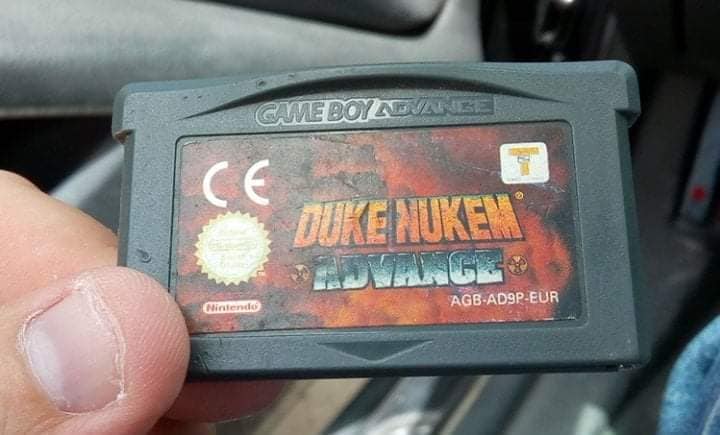 GAME BOY ADVANCE
CE
T
DUKE NUKEM
ADVANCE
Nintendo
AGB-AD9P-EUR